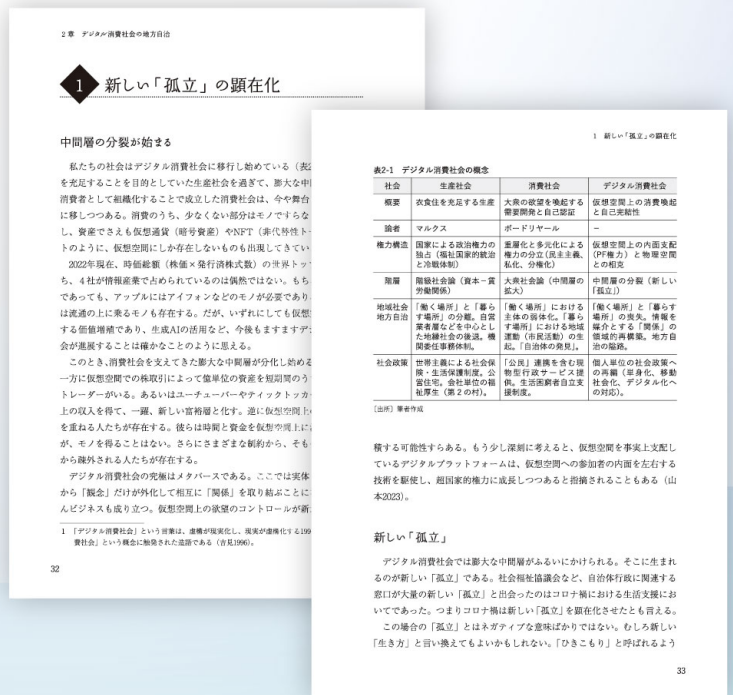 2章 デジタル消費社会の地方自治
1 新しい「孤立」の顕在化
中間層の分裂が始まる
私たちの社会はデジタル消費社会に移行し始めている（表2
を充足することを目的としていた生産社会を過ぎて、膨大な中
消費者として組織化することで成立した消費社会は、今や舞台
に移しつつある。消費のうち、少なくない部分はモノですらな
し、資産でさえも仮想通貨（暗号資産）やNFT（非代替性トー
トのように、仮想空間にしか存在しないものも出現してきてい
2022年現在、時価総額（株価×発行済株式数）の世界トッ
ち、4社が情報産業で占められているのは偶然ではない。もち
であっても、アップルにはアイフォンなどのモノが必要であり
は流通の上に乗るモノも存在する。だが、いずれにしても仮想
する価値増殖であり、生成AIの活用など、今後もますますデジ
会が進展することは確かなことのように思える。
このとき、消費を支えてきた膨大な中間層が分化し始める
一方に仮想空間での株取引によって億単位の資産を短期間のう
トレーダーがいる。あるいはユーチューバーやティックトッカ
上の収入を得て、一躍、新しい富裕層と化す。逆に仮想空間上
を重ねる人たちが存在する。彼らは時間と資金を仮想空間上に
が、モノを得ることはない。さらにさまざまな制約から、そも
から疎外される人たちが存在する。
デジタル消費社会の究極はメタバースである。ここでは実体
から「観念」だけが外化して相互に「関係」を取り結ぶことに
んビジネスも成り立つ。仮想空間上の欲望のコントロールが新
1 「デジタル消費社会」という言葉は、虚構が現実化し、現実が虚構化する199
費社会」という概念に触発された造語である（吉見1996）。
32
1 新しい「孤立」の顕在化
表2-1 デジタル消費社会の概念
社会 生産社会 消費社会 デジタル消費社会
概要 衣食住を充足する生産 大衆の欲望を喚起する需要開発と自己認証 仮想空間上の消費喚起と自己完結性
論者 マルクス ボードリヤール －
権力構造 国家による政治権力の独占（福祉国家的統治と冷戦体制） 重層化と多元化による権力の分立（民主主義、私化、分権化） 仮想空間上の内面支配（PF権力）と物理空間との相克
階層 階級社会論（資本－賃労働関係） 大衆社会論（中間層の拡大） 中間層の分裂（新しい「孤立」）
地域社会地方自治 「働く場所」と「暮らす場所」の分離。自営業者層などを中心とした地縁社会の後退。機関委任事務体制。 「働く場所」における主体の弱体化。「暮らす場所」における地域運動（市民活動）の生起。「自治体の発見」。 「働く場所」と「暮らす場所」の喪失。情報を媒介とする「関係」の領域的再構築。地方自治の隘路。
社会政策 世帯主義による社会保険・生活保護制度。公営住宅。会社単位の福祉厚生（第2の村）。 「公民」連携を含む現物型行政サービス提供。生活困窮者自立支援制度。 個人単位の社会政策への再編（単身化、移動社会化、デジタル化への対応）。
［出所］筆者作成
積する可能性すらある。もう少し深刻に考えると、仮想空間を事実上支配し
ているデジタルプラットフォームは、仮想空間への参加者の内面を左右する
技術を駆使し、超国家的権力に成長しつつあると指摘されることもある（山
本2023）。
新しい「孤立」
デジタル消費社会では膨大な中間層がふるいにかけられる。そこに生まれ
るのが新しい「孤立」である。社会福祉協議会など、自治体行政に関連する
窓口が大量の新しい「孤立」と出会ったのはコロナ禍における生活支援にお
いてであった。つまりコロナ禍は新しい「孤立」を顕在化させたとも言える。
この場合の「孤立」とはネガティブな意味ばかりではない。むしろ新しい
「生き方」と言い換えてもよいかもしれない。「ひきこもり」と呼ばれるよう
33